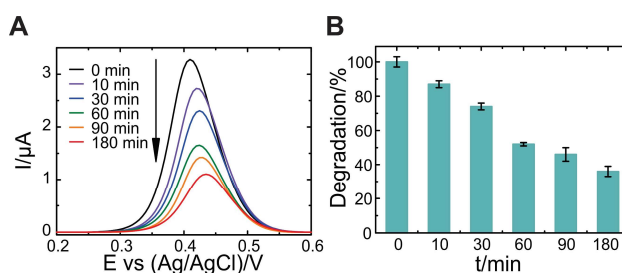 A
I/μA
3
2
1
0
0 min
10 min
30 min
60 min
90 min
180 min
0.2 0.3 0.4 0.5 0.6
E vs (Ag/AgCl)/V
B
Degradation/%
100
80
60
40
20
0
0 10 30 60 90 180
t/min